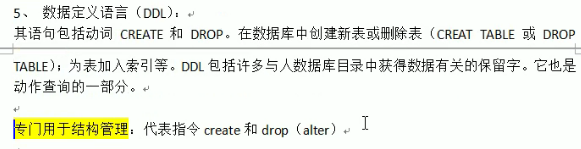 5、 数据定义语言（DDL）：
其语句包括动词 CREATE 和 DROP。在数据库中创建新表或删除表（CREAT TABLE 或 DROP
TABLE）；为表加入索引等。DDL 包括许多与人数据库目录中获得数据有关的保留字。它也是
动作查询的一部分。
专门用于结构管理：代表指令 create 和 drop（alter）